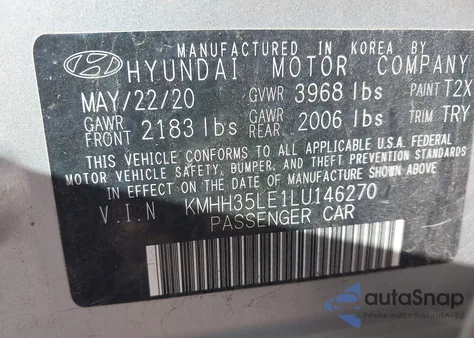 MANUFACTURED IN KOREA BY
HYUNDAI MOTOR COMPANY
MAY/22/20 GVWR 3968 lbs PAINT T2X
GAWR FRONT 2183 lbs GAWR REAR 2006 lbs TRIM TRY
THIS VEHICLE CONFORMS TO ALL APPLICABLE U.S.A. FEDERAL
MOTOR VEHICLE SAFETY, BUMPER, AND THEFT PREVENTION STANDARDS
IN EFFECT ON THE DATE OF MANUFACTURE SHOWN ABOVE.
V.I.N KMHH35LE1LU146270
PASSENGER CAR
autoSnap